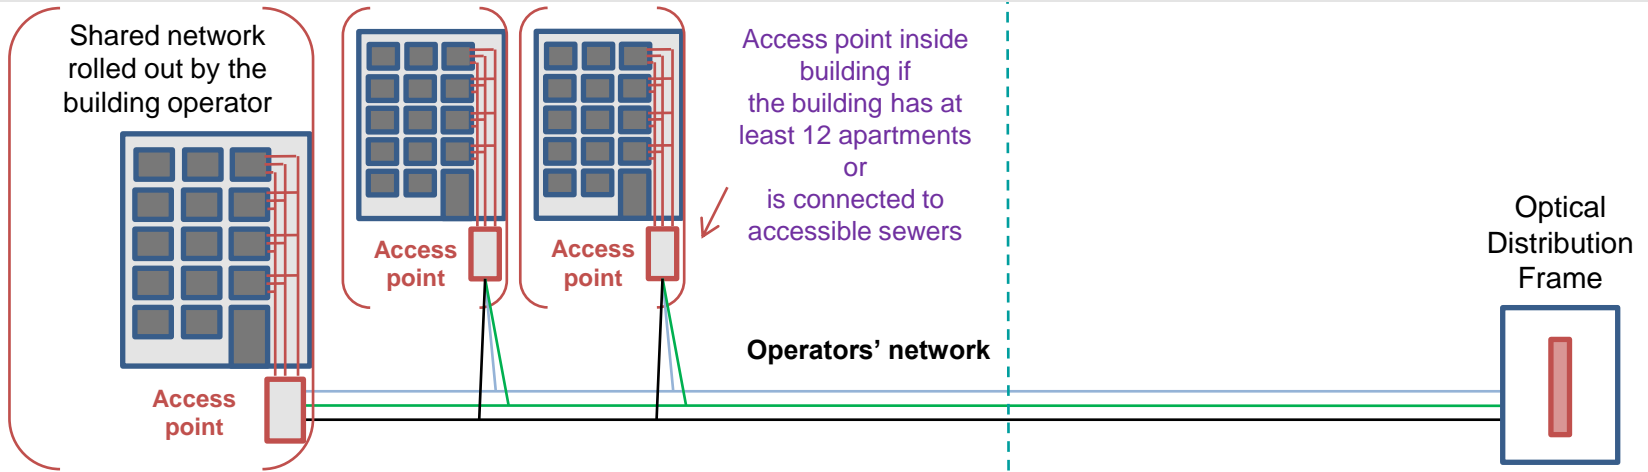 Shared network
rolled out by the
building operator
Access
point
Access
point
Access
point
Access point inside
building if
the building has at
least 12 apartments
or
is connected to
accessible sewers
Operators’ network
Optical
Distribution
Frame